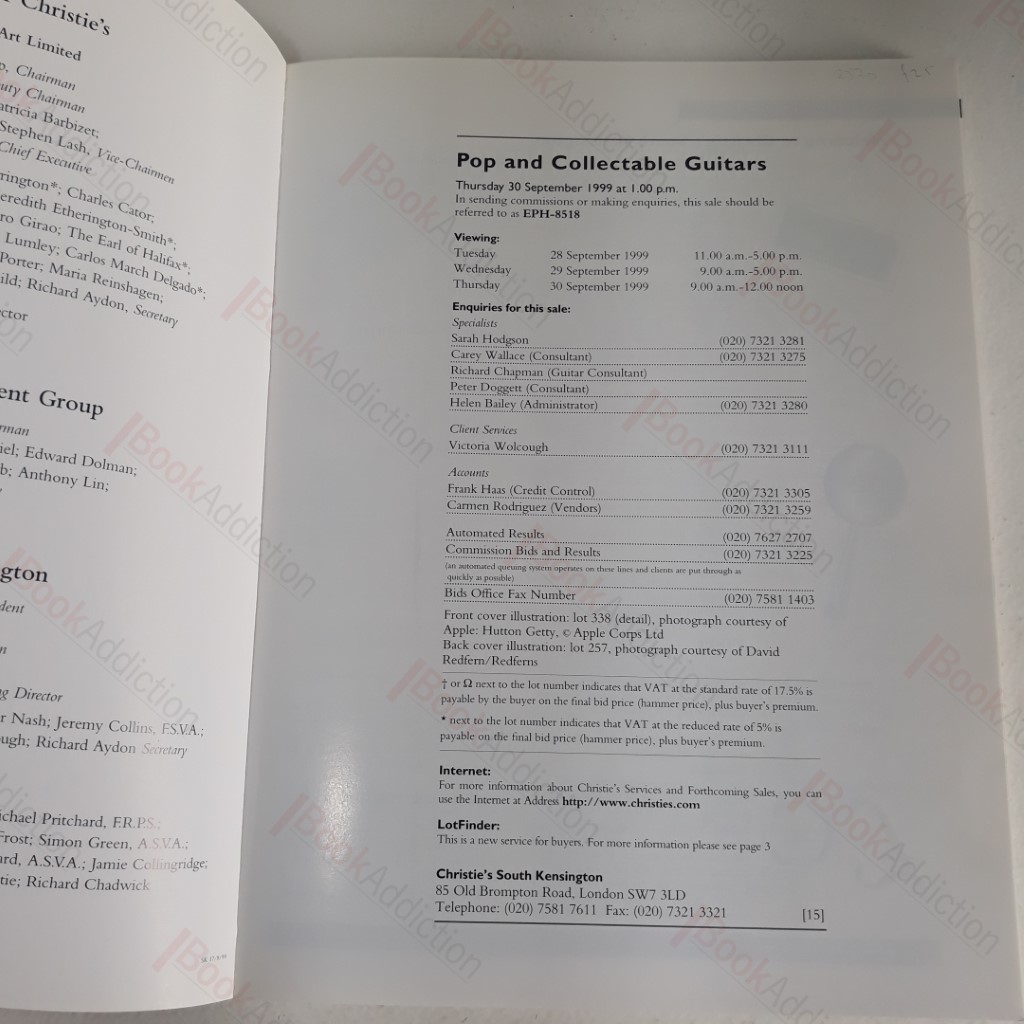 Christie's
Art Limited
Chairman
uty Chairman
atricia Barbizet;
Stephen Lash, Vice-Chairmen
Chief Executive
rington*; Charles Cator;
eredith Etherington-Smith*;
ro Girao; The Earl of Halifax*;
Lumley; Carlos March Delgado*;
Porter; Maria Reinshagen;
ild; Richard Aydon, Secretary
ctor
ent Group
rman
iel; Edward Dolman;
b; Anthony Lin;
gton
dent
n
g Director
r Nash; Jeremy Collins, F.S.V.A.;
ugh; Richard Aydon Secretary
ichael Pritchard, F.R.P.S.;
Frost; Simon Green, A.S.V.A.;
ard, A.S.V.A.; Jamie Collingridge;
tie; Richard Chadwick
Pop and Collectable Guitars
Thursday 30 September 1999 at 1.00 p.m.
In sending commissions or making enquiries, this sale should be
referred to as EPH-8518
Viewing:
Tuesday 28 September 1999 11.00 a.m.-5.00 p.m.
Wednesday 29 September 1999 9.00 a.m.-5.00 p.m.
Thursday 30 September 1999 9.00 a.m.-12.00 noon
Enquiries for this sale:
Specialists
Sarah Hodgson (020) 7321 3281
Carey Wallace (Consultant) (020) 7321 3275
Richard Chapman (Guitar Consultant)
Peter Doggett (Consultant)
Helen Bailey (Administrator) (020) 7321 3280
Client Services
Victoria Wolcough (020) 7321 3111
Accounts
Frank Haas (Credit Control) (020) 7321 3305
Carmen Rodriguez (Vendors) (020) 7321 3259
Automated Results (020) 7627 2707
Commission Bids and Results (020) 7321 3225
(an automated queuing system operates on these lines and clients are put through as
quickly as possible)
Bids Office Fax Number (020) 7581 1403
Front cover illustration: lot 338 (detail), photograph courtesy of
Apple: Hutton Getty, © Apple Corps Ltd
Back cover illustration: lot 257, photograph courtesy of David
Redfern/Redferns
† or Ω next to the lot number indicates that VAT at the standard rate of 17.5% is
payable by the buyer on the final bid price (hammer price), plus buyer's premium.
* next to the lot number indicates that VAT at the reduced rate of 5% is
payable on the final bid price (hammer price), plus buyer's premium.
Internet:
For more information about Christie's Services and Forthcoming Sales, you can
use the Internet at Address http://www.christies.com
LotFinder:
This is a new service for buyers. For more information please see page 3
Christie's South Kensington
85 Old Brompton Road, London SW7 3LD
Telephone: (020) 7581 7611 Fax: (020) 7321 3321 [15]
BookAddiction